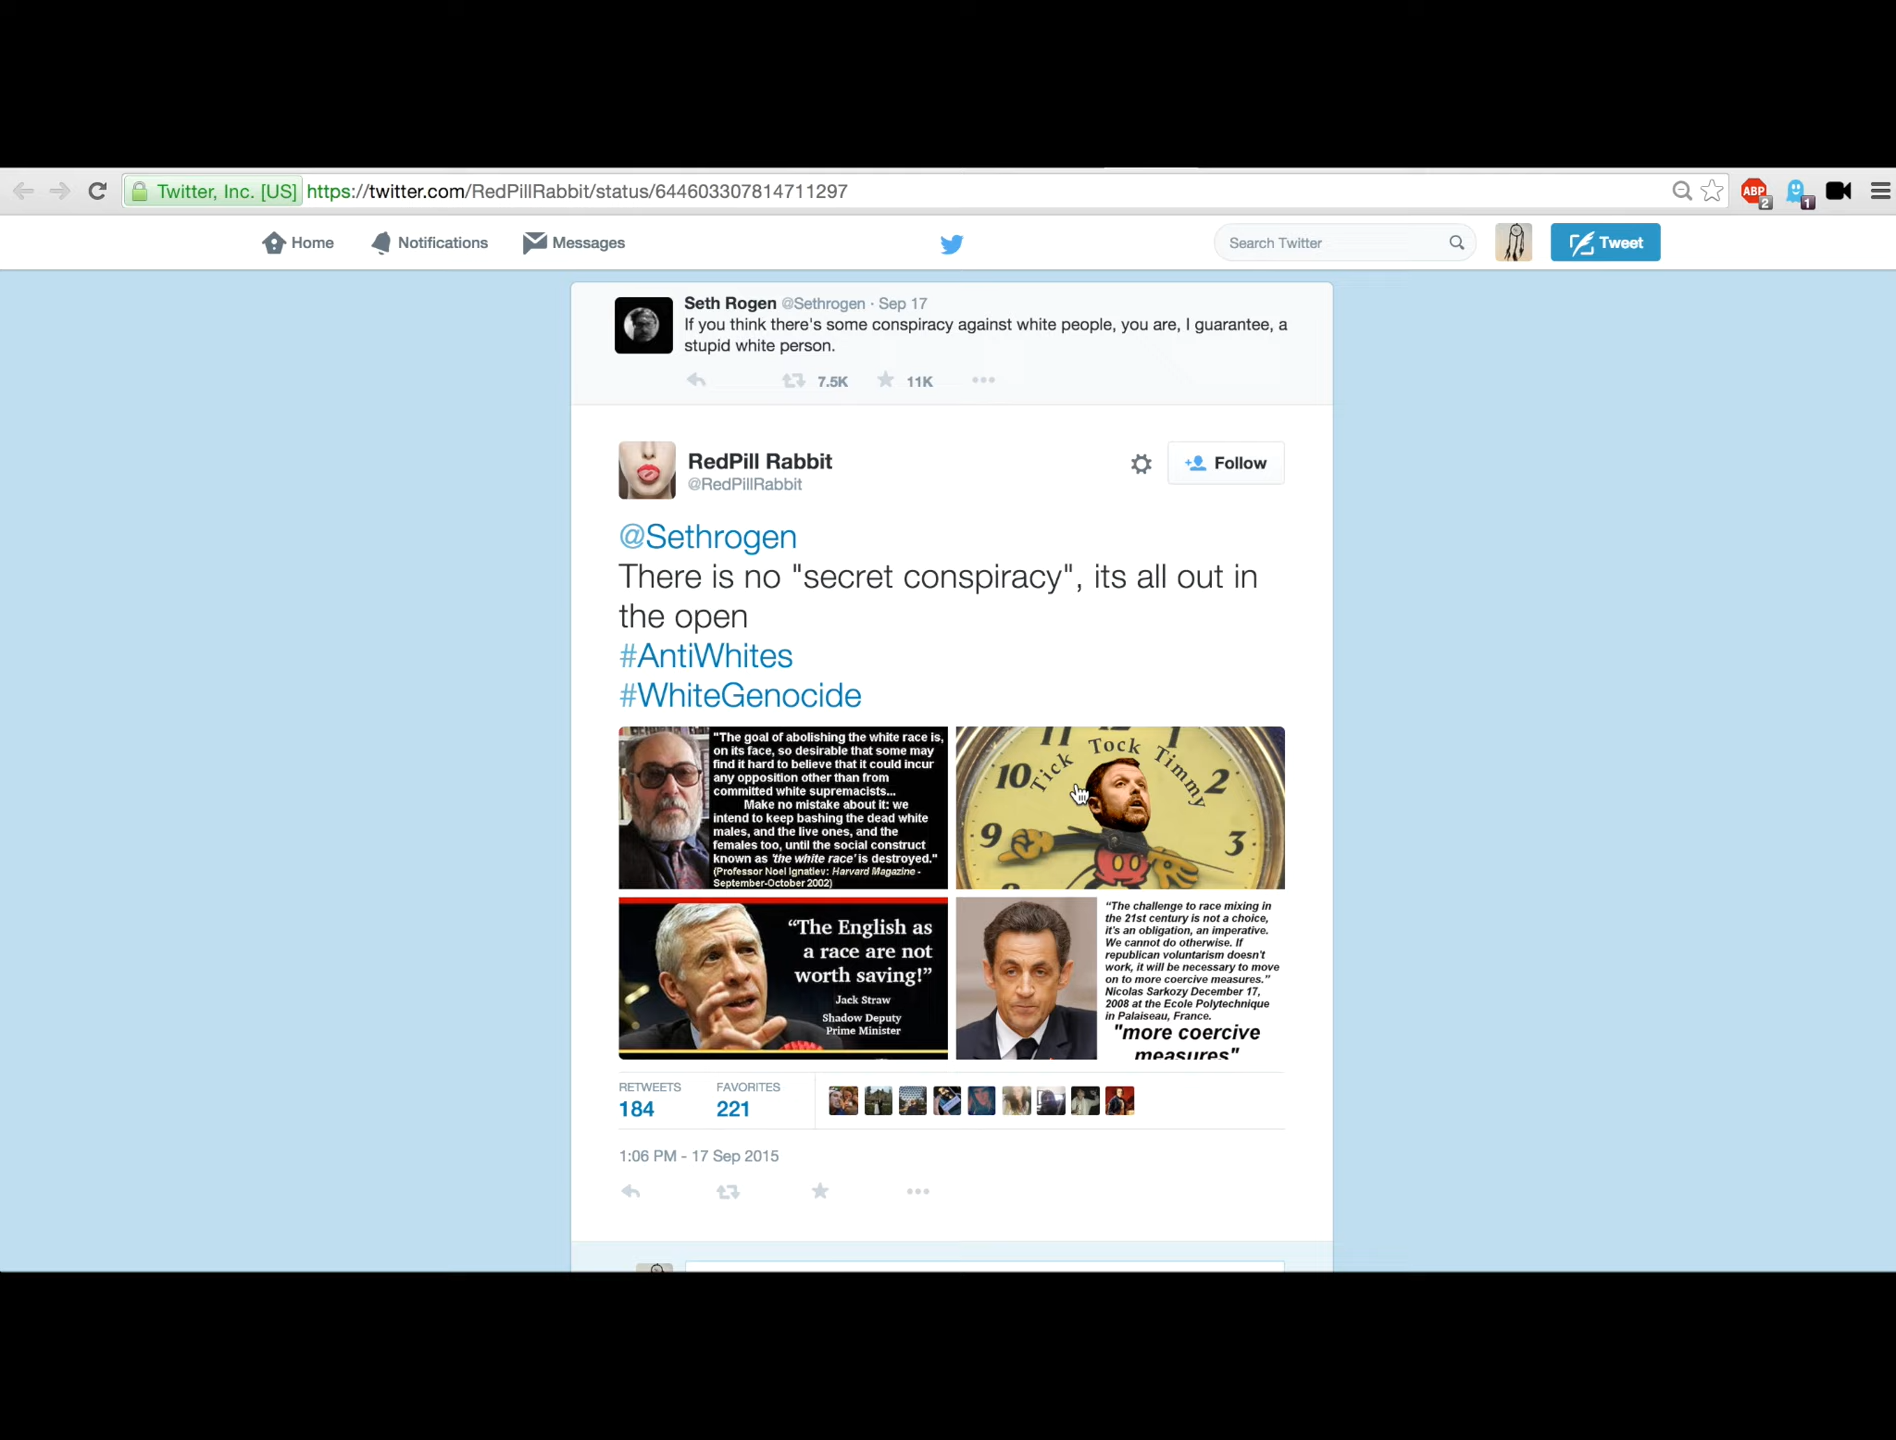 Twitter, Inc. [US] https://twitter.com/RedPillRabbit/status/644603307814711297
ABP 2 1
Home Notifications Messages Search Twitter Tweet
Seth Rogen @Sethrogen · Sep 17
If you think there's some conspiracy against white people, you are, I guarantee, a
stupid white person.
7.5K 11K
RedPill Rabbit
@RedPillRabbit
Follow
@Sethrogen
There is no "secret conspiracy", its all out in
the open
#AntiWhites
#WhiteGenocide
"The goal of abolishing the white race is,
on its face, so desirable that some may
find it hard to believe that it could incur
any opposition other than from
committed white supremacists...
Make no mistake about it: we
intend to keep bashing the dead white
males, and the live ones, and the
females too, until the social construct
known as 'the white race' is destroyed."
(Professor Noel Ignatiev: Harvard Magazine -
September-October 2002)
11 12 1
10 2
9 3
Tick Tock Timmy
"The English as
a race are not
worth saving!"
Jack Straw
Shadow Deputy
Prime Minister
"The challenge to race mixing in
the 21st century is not a choice,
it's an obligation, an imperative.
We cannot do otherwise. If
republican voluntarism doesn't
work, it will be necessary to move
on to more coercive measures."
Nicolas Sarkozy December 17,
2008 at the Ecole Polytechnique
in Palaiseau, France.
"more coercive
measures"
RETWEETS FAVORITES
184 221
1:06 PM - 17 Sep 2015